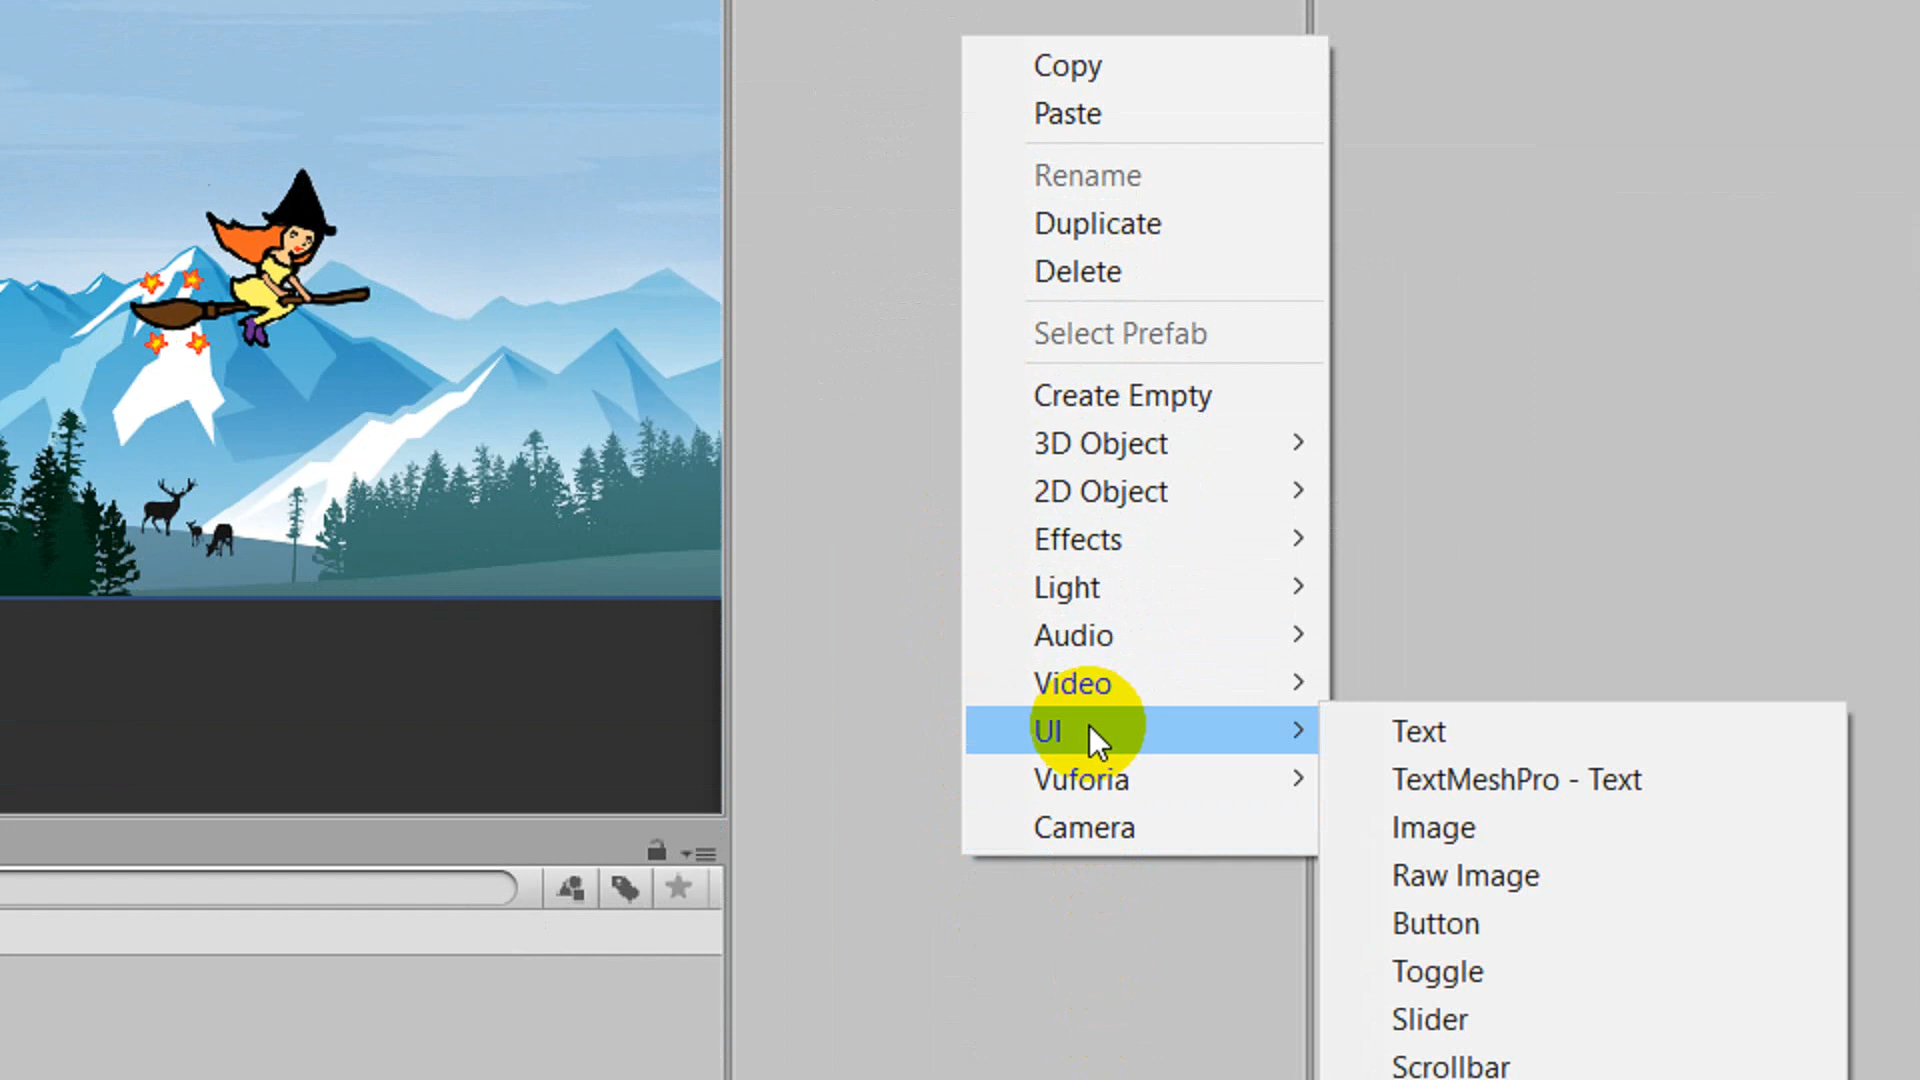 Copy
Paste
Rename
Duplicate
Delete
Select Prefab
Create Empty
3D Object
2D Object
Effects
Light
Audio
Video
UI
Vuforia
Camera
Text
TextMeshPro - Text
Image
Raw Image
Button
Toggle
Slider
Scrollbar